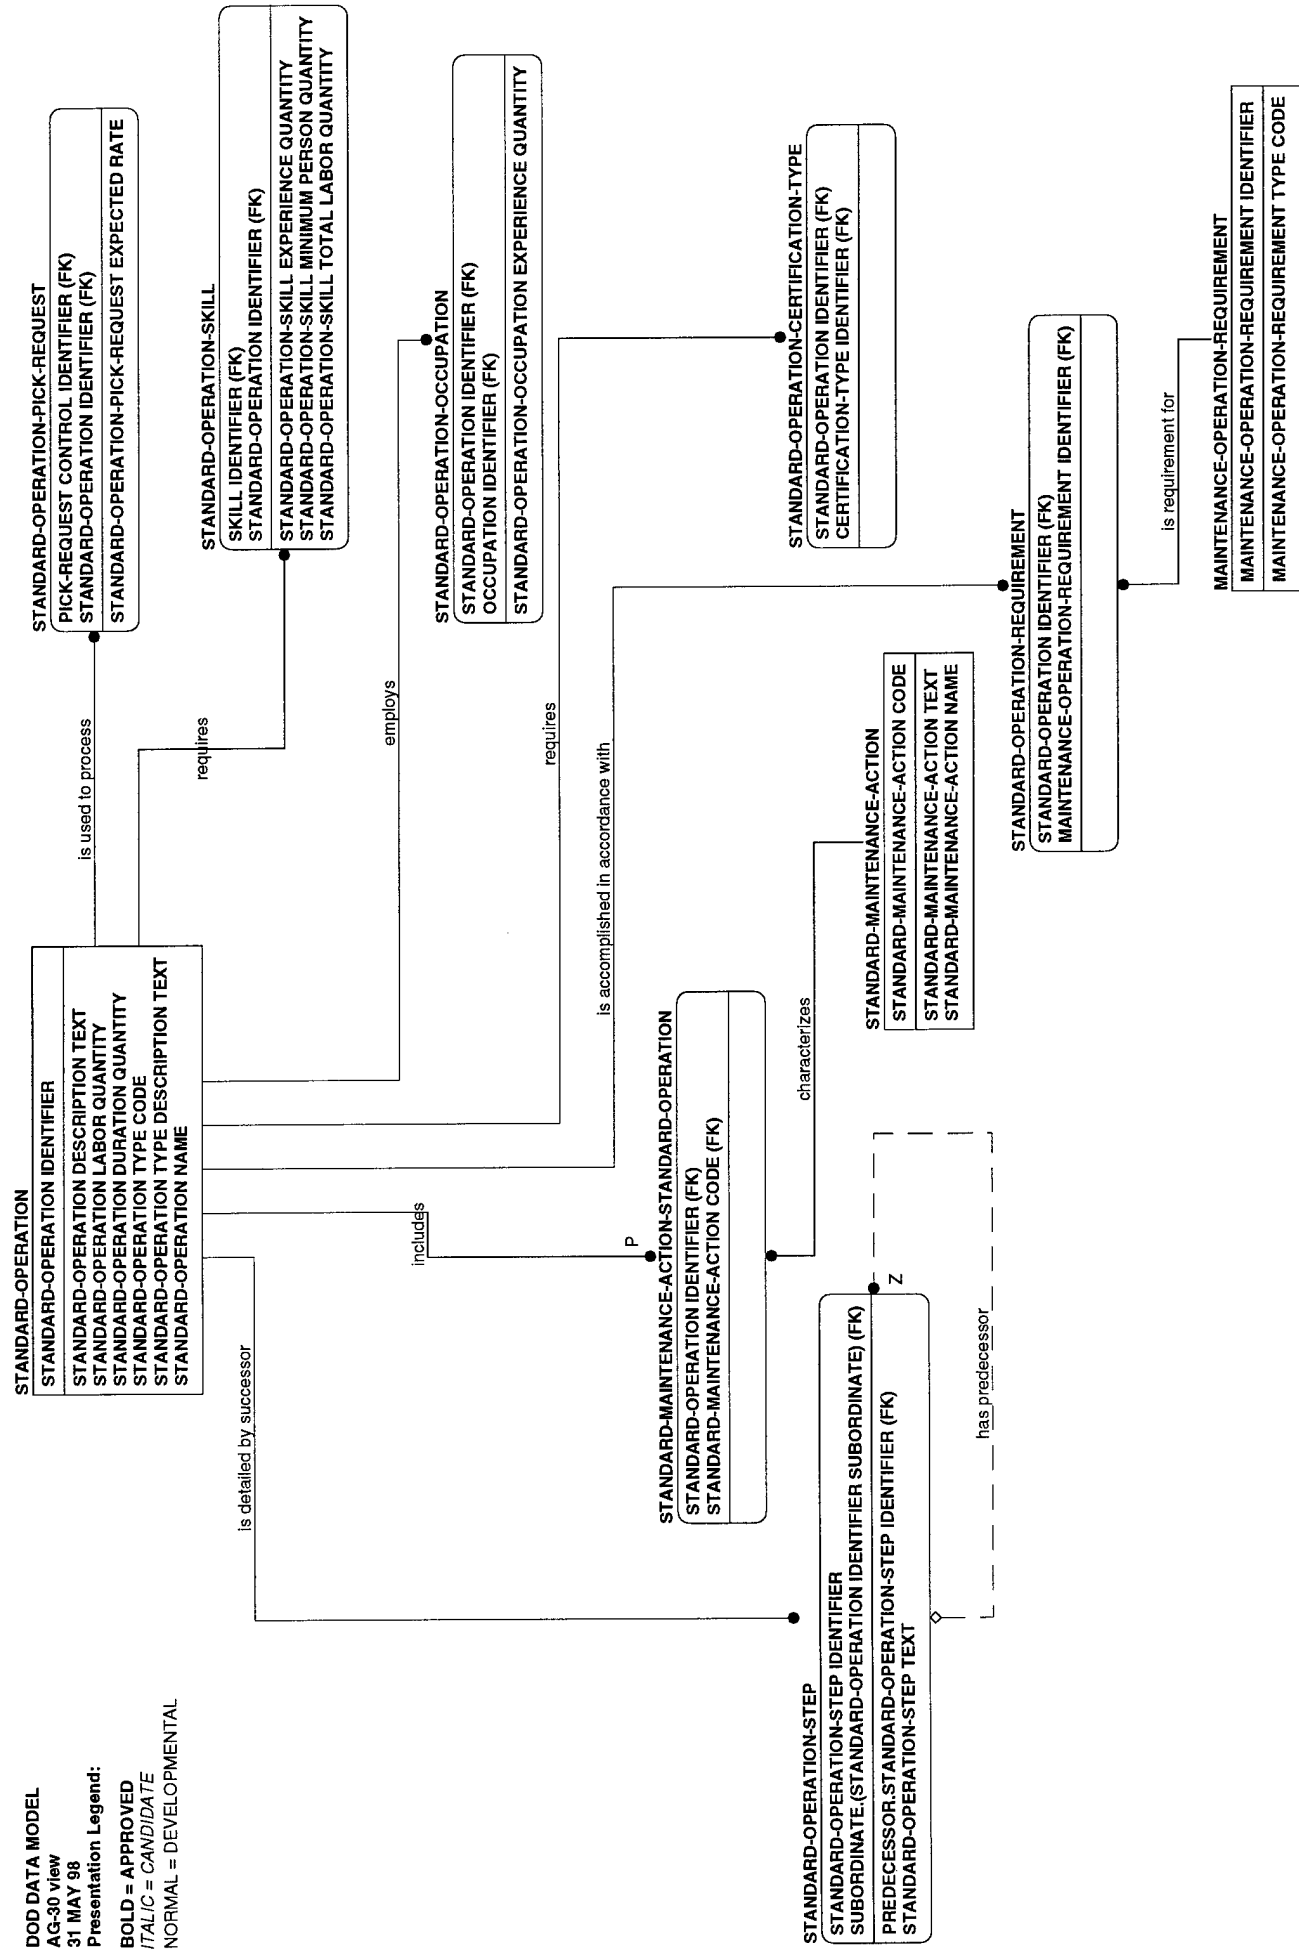 DOD DATA MODEL
AG-30 view
31 MAY 98
Presentation Legend:
BOLD = APPROVED
ITALIC = CANDIDATE
NORMAL = DEVELOPMENTAL
STANDARD-OPERATION
STANDARD-OPERATION IDENTIFIER
STANDARD-OPERATION DESCRIPTION TEXT
STANDARD-OPERATION LABOR QUANTITY
STANDARD-OPERATION DURATION QUANTITY
STANDARD-OPERATION TYPE CODE
STANDARD-OPERATION TYPE DESCRIPTION TEXT
STANDARD-OPERATION NAME
is used to process
STANDARD-OPERATION-PICK-REQUEST
PICK-REQUEST CONTROL IDENTIFIER (FK)
STANDARD-OPERATION IDENTIFIER (FK)
STANDARD-OPERATION-PICK-REQUEST EXPECTED RATE
requires
STANDARD-OPERATION-SKILL
SKILL IDENTIFIER (FK)
STANDARD-OPERATION IDENTIFIER (FK)
STANDARD-OPERATION-SKILL EXPERIENCE QUANTITY
STANDARD-OPERATION-SKILL MINIMUM PERSON QUANTITY
STANDARD-OPERATION-SKILL TOTAL LABOR QUANTITY
is detailed by successor
includes
P
employs
STANDARD-OPERATION-OCCUPATION
STANDARD-OPERATION IDENTIFIER (FK)
OCCUPATION IDENTIFIER (FK)
STANDARD-OPERATION-OCCUPATION EXPERIENCE QUANTITY
requires
is accomplished in accordance with
STANDARD-MAINTENANCE-ACTION-STANDARD-OPERATION
STANDARD-OPERATION IDENTIFIER (FK)
STANDARD-MAINTENANCE-ACTION CODE (FK)
STANDARD-OPERATION-CERTIFICATION-TYPE
STANDARD-OPERATION IDENTIFIER (FK)
CERTIFICATION-TYPE IDENTIFIER (FK)
characterizes
STANDARD-OPERATION-STEP
STANDARD-OPERATION-STEP IDENTIFIER
SUBORDINATE.(STANDARD-OPERATION IDENTIFIER SUBORDINATE) (FK)
PREDECESSOR.STANDARD-OPERATION-STEP IDENTIFIER (FK)
STANDARD-OPERATION-STEP TEXT
Z
has predecessor
STANDARD-MAINTENANCE-ACTION
STANDARD-MAINTENANCE-ACTION CODE
STANDARD-MAINTENANCE-ACTION TEXT
STANDARD-MAINTENANCE-ACTION NAME
STANDARD-OPERATION-REQUIREMENT
STANDARD-OPERATION IDENTIFIER (FK)
MAINTENANCE-OPERATION-REQUIREMENT IDENTIFIER (FK)
is requirement for
MAINTENANCE-OPERATION-REQUIREMENT
MAINTENANCE-OPERATION-REQUIREMENT IDENTIFIER
MAINTENANCE-OPERATION-REQUIREMENT TYPE CODE